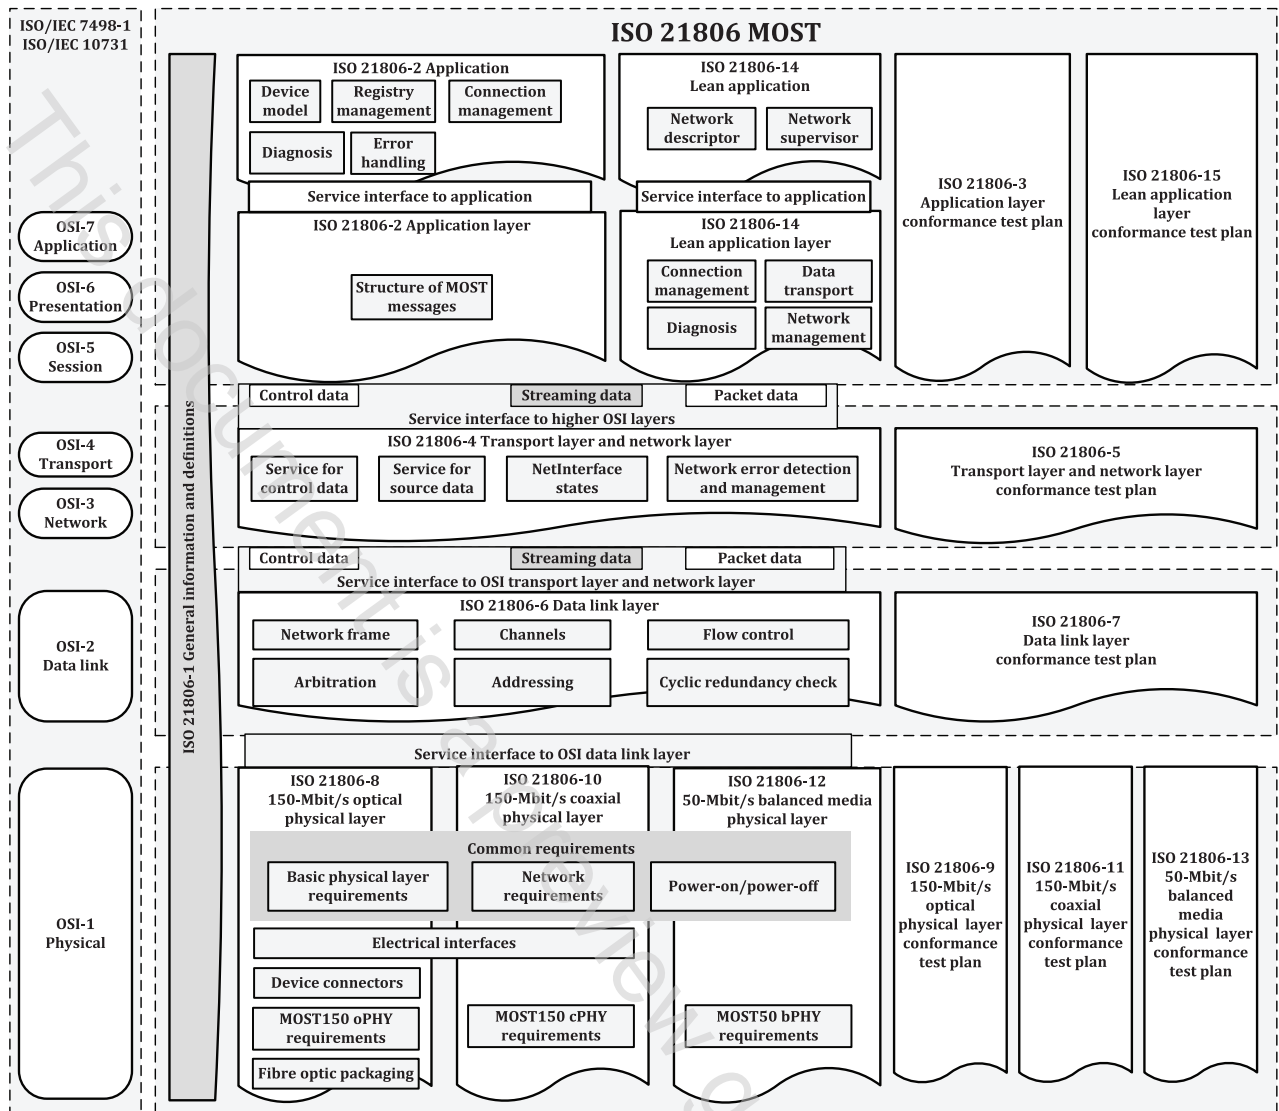 ISO/IEC 7498-1
ISO/IEC 10731
OSI-7
Application
OSI-6
Presentation
OSI-5
Session
OSI-4
Transport
OSI-3
Network
OSI-2
Data link
OSI-1
Physical
ISO 21806 MOST
ISO 21806-1 General information and definitions
ISO 21806-2 Application
Device
model
Registry
management
Connection
management
Diagnosis
Error
handling
Service interface to application
ISO 21806-2 Application layer
Structure of MOST
messages
ISO 21806-14
Lean application
Network
descriptor
Network
supervisor
Service interface to application
ISO 21806-14
Lean application layer
Connection
management
Data
transport
Diagnosis
Network
management
ISO 21806-3
Application layer
conformance test plan
ISO 21806-15
Lean application
layer
conformance test plan
Control data
Streaming data
Packet data
Service interface to higher OSI layers
ISO 21806-4 Transport layer and network layer
Service for
control data
Service for
source data
NetInterface
states
Network error detection
and management
ISO 21806-5
Transport layer and network layer
conformance test plan
Control data
Streaming data
Packet data
Service interface to OSI transport layer and network layer
ISO 21806-6 Data link layer
Network frame
Channels
Flow control
Arbitration
Addressing
Cyclic redundancy check
ISO 21806-7
Data link layer
conformance test plan
Service interface to OSI data link layer
ISO 21806-8
150-Mbit/s optical
physical layer
ISO 21806-10
150-Mbit/s coaxial
physical layer
ISO 21806-12
50-Mbit/s balanced media
physical layer
Common requirements
Basic physical layer
requirements
Network
requirements
Power-on/power-off
Electrical interfaces
Device connectors
MOST150 oPHY
requirements
Fibre optic packaging
MOST150 cPHY
requirements
MOST50 bPHY
requirements
ISO 21806-9
150-Mbit/s
optical
physical layer
conformance
test plan
ISO 21806-11
150-Mbit/s
coaxial
physical layer
conformance
test plan
ISO 21806-13
50-Mbit/s
balanced
media
physical layer
conformance
test plan
This document is a preview g